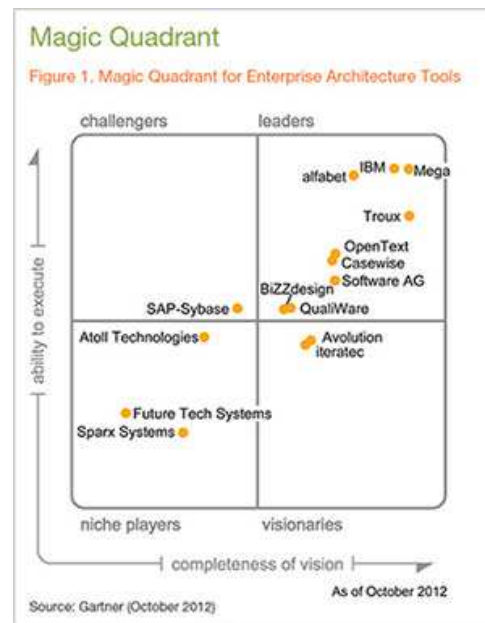 Magic Quadrant
Figure 1. Magic Quadrant for Enterprise Architecture Tools
challengers
leaders
alfabet
IBM
Mega
Troux
OpenText
Casewise
Software AG
BiZZdesign
SAP-Sybase
QualiWare
Atoll Technologies
Avolution
iteratec
Future Tech Systems
Sparx Systems
niche players
visionaries
ability to execute
completeness of vision
As of October 2012
Source: Gartner (October 2012)